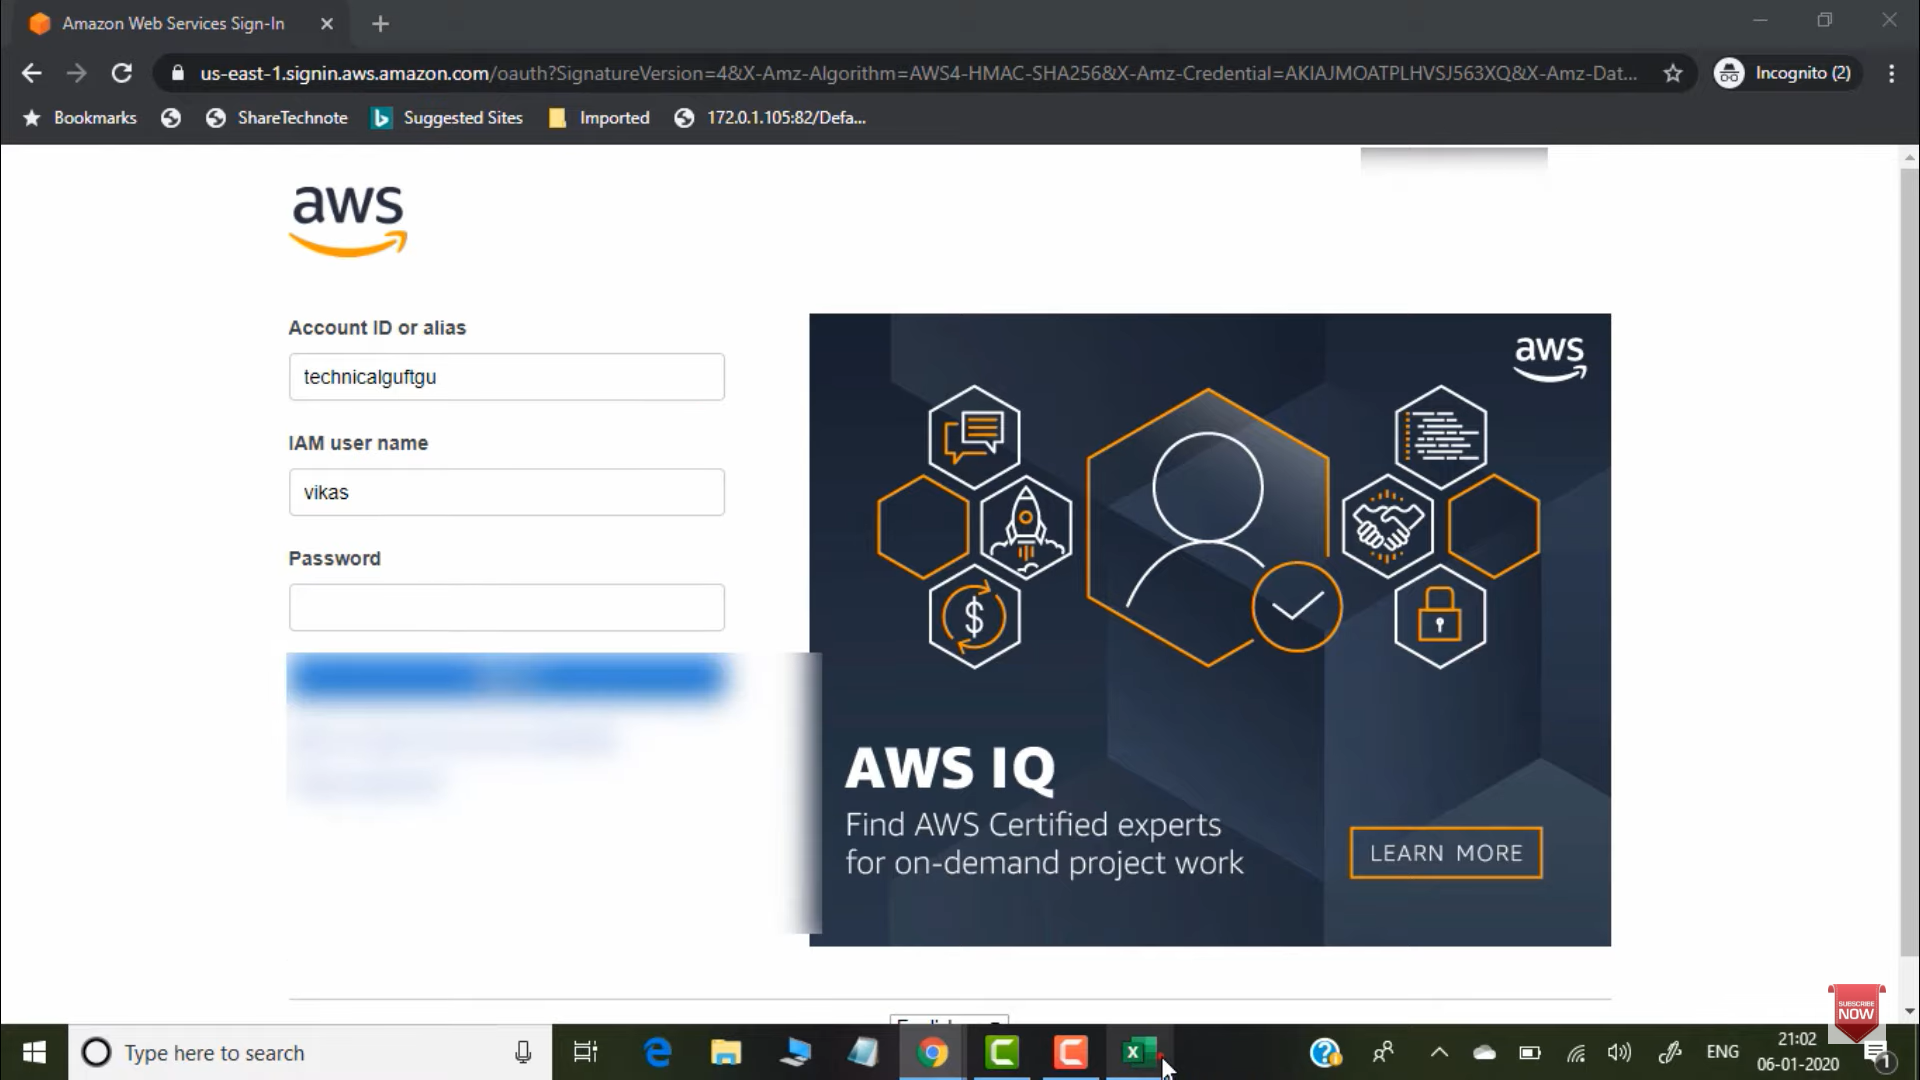 Amazon Web Services Sign-In
us-east-1.signin.aws.amazon.com/oauth?SignatureVersion=4&X-Amz-Algorithm=AWS4-HMAC-SHA256&X-Amz-Credential=AKIAJMOATPLHVSJ563XQ&X-Amz-Dat...
Incognito (2)
Bookmarks
ShareTechnote
Suggested Sites
Imported
172.0.1.105:82/Defa...
aws
Account ID or alias
technicalguftgu
IAM user name
vikas
Password
aws
AWS IQ
Find AWS Certified experts
for on-demand project work
LEARN MORE
SUBSCRIBE
NOW
Type here to search
ENG
21:02
06-01-2020
1